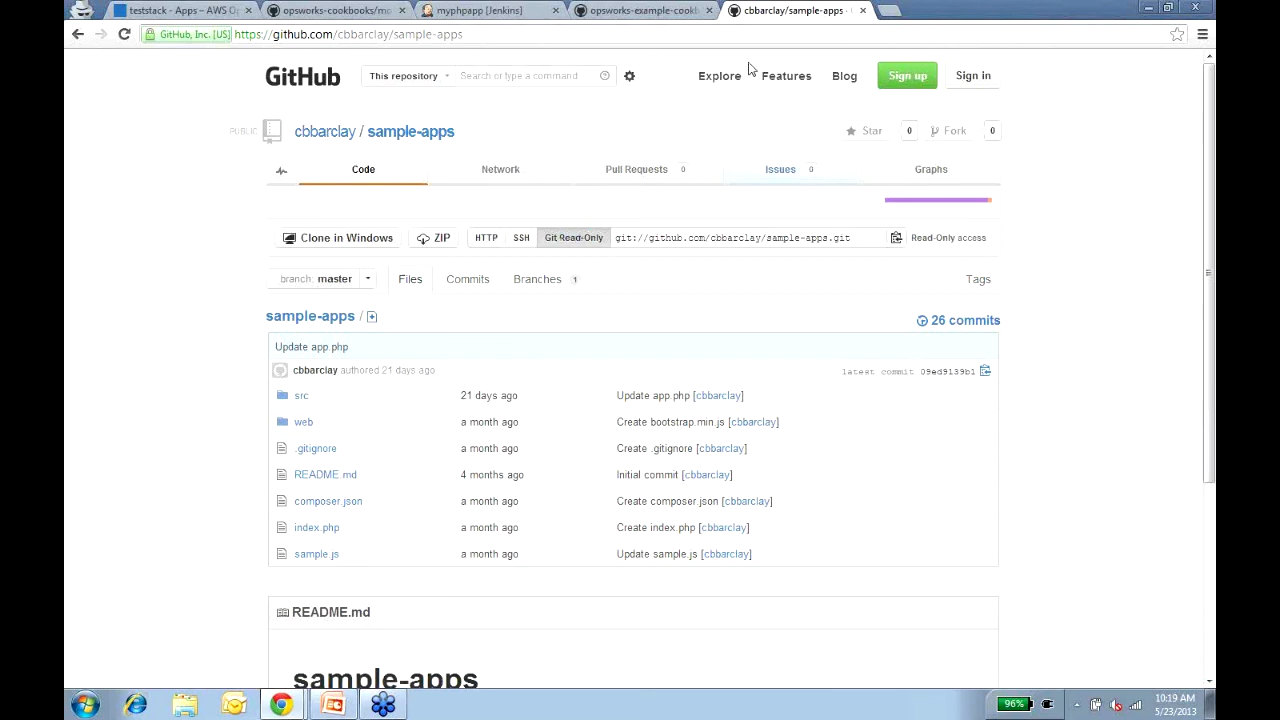 teststack - Apps – AWS Op
opsworks-cookbooks/mo
myphpapp [Jenkins]
opsworks-example-cookb
cbbarclay/sample-apps ·
GitHub, Inc. [US] https://github.com/cbbarclay/sample-apps
GitHub This repository Search or type a command Explore Features Blog Sign up Sign in
PUBLIC cbbarclay / sample-apps Star 0 Fork 0
Code Network Pull Requests 0 Issues 0 Graphs
Clone in Windows ZIP HTTP SSH Git Read-Only git://github.com/cbbarclay/sample-apps.git Read-Only access
branch: master Files Commits Branches 1 Tags
sample-apps / 26 commits
Update app.php
cbbarclay authored 21 days ago latest commit 09ed9139b1
src 21 days ago Update app.php [cbbarclay]
web a month ago Create bootstrap.min.js [cbbarclay]
.gitignore a month ago Create .gitignore [cbbarclay]
README.md 4 months ago Initial commit [cbbarclay]
composer.json a month ago Create composer.json [cbbarclay]
index.php a month ago Create index.php [cbbarclay]
sample.js a month ago Update sample.js [cbbarclay]
README.md
sample-apps
96% 10:19 AM
5/23/2013